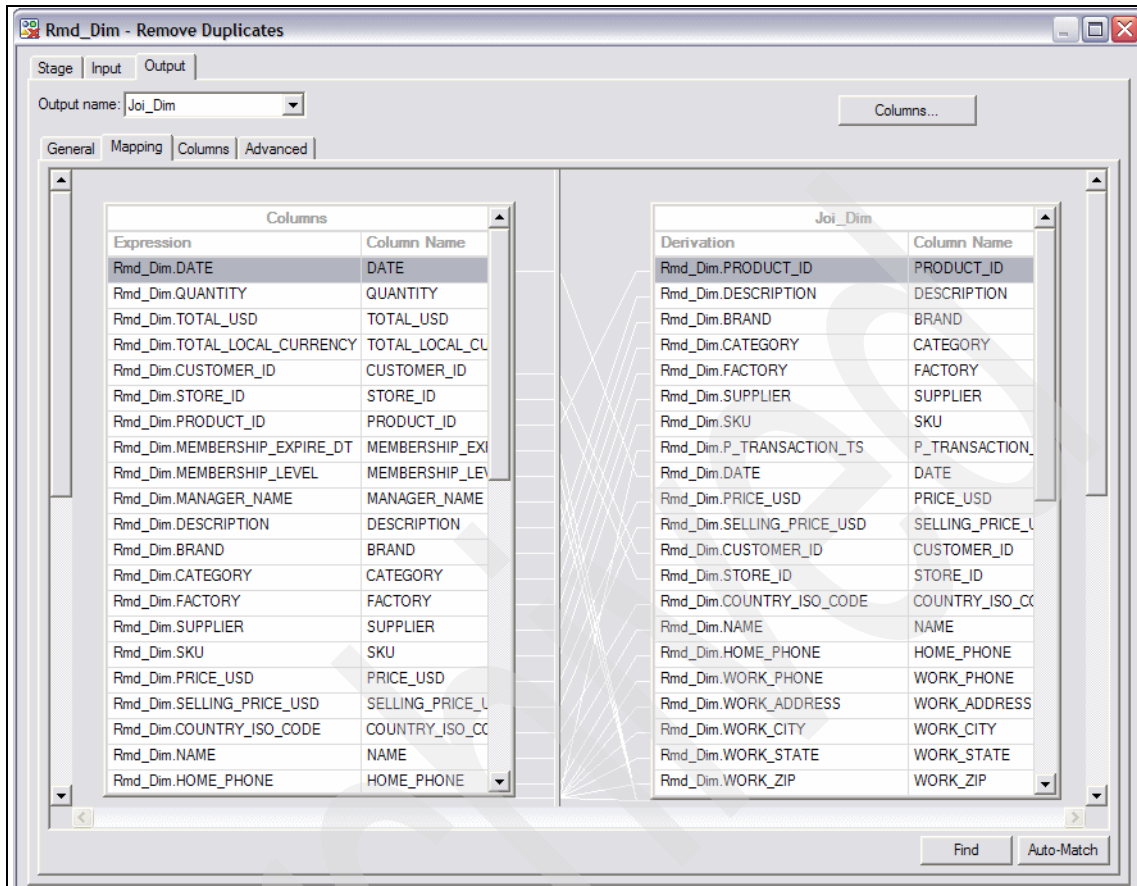 Rmd_Dim - Remove Duplicates
Stage Input Output
Output name: Joi_Dim
Columns...
General Mapping Columns Advanced
Columns
Expression Column Name
Rmd_Dim.DATE DATE
Rmd_Dim.QUANTITY QUANTITY
Rmd_Dim.TOTAL_USD TOTAL_USD
Rmd_Dim.TOTAL_LOCAL_CURRENCY TOTAL_LOCAL_CU
Rmd_Dim.CUSTOMER_ID CUSTOMER_ID
Rmd_Dim.STORE_ID STORE_ID
Rmd_Dim.PRODUCT_ID PRODUCT_ID
Rmd_Dim.MEMBERSHIP_EXPIRE_DT MEMBERSHIP_EXI
Rmd_Dim.MEMBERSHIP_LEVEL MEMBERSHIP_LEV
Rmd_Dim.MANAGER_NAME MANAGER_NAME
Rmd_Dim.DESCRIPTION DESCRIPTION
Rmd_Dim.BRAND BRAND
Rmd_Dim.CATEGORY CATEGORY
Rmd_Dim.FACTORY FACTORY
Rmd_Dim.SUPPLIER SUPPLIER
Rmd_Dim.SKU SKU
Rmd_Dim.PRICE_USD PRICE_USD
Rmd_Dim.SELLING_PRICE_USD SELLING_PRICE_U
Rmd_Dim.COUNTRY_ISO_CODE COUNTRY_ISO_CC
Rmd_Dim.NAME NAME
Rmd_Dim.HOME_PHONE HOME_PHONE
Joi_Dim
Derivation Column Name
Rmd_Dim.PRODUCT_ID PRODUCT_ID
Rmd_Dim.DESCRIPTION DESCRIPTION
Rmd_Dim.BRAND BRAND
Rmd_Dim.CATEGORY CATEGORY
Rmd_Dim.FACTORY FACTORY
Rmd_Dim.SUPPLIER SUPPLIER
Rmd_Dim.SKU SKU
Rmd_Dim.P_TRANSACTION_TS P_TRANSACTION_
Rmd_Dim.DATE DATE
Rmd_Dim.PRICE_USD PRICE_USD
Rmd_Dim.SELLING_PRICE_USD SELLING_PRICE_U
Rmd_Dim.CUSTOMER_ID CUSTOMER_ID
Rmd_Dim.STORE_ID STORE_ID
Rmd_Dim.COUNTRY_ISO_CODE COUNTRY_ISO_CO
Rmd_Dim.NAME NAME
Rmd_Dim.HOME_PHONE HOME_PHONE
Rmd_Dim.WORK_PHONE WORK_PHONE
Rmd_Dim.WORK_ADDRESS WORK_ADDRESS
Rmd_Dim.WORK_CITY WORK_CITY
Rmd_Dim.WORK_STATE WORK_STATE
Rmd_Dim.WORK_ZIP WORK_ZIP
Find Auto-Match